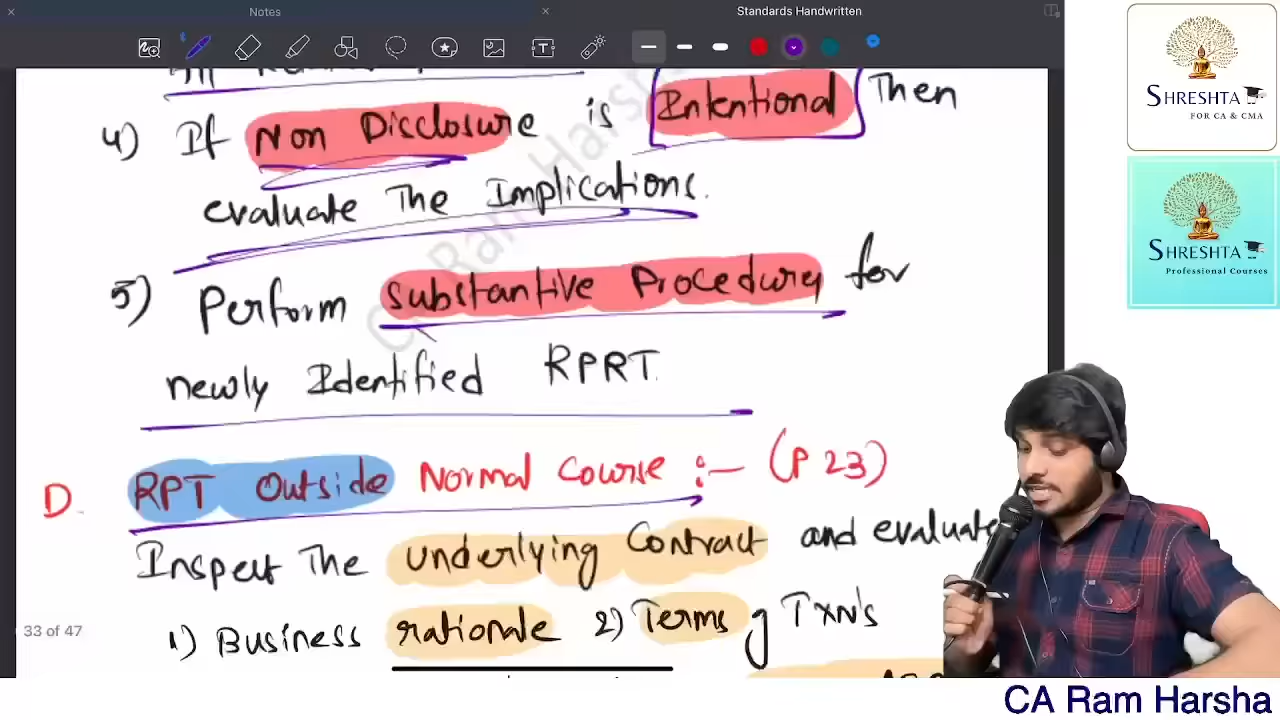 Notes
Standards Handwritten
4) If Non Disclosure is Intentional Then
evaluate The Implications.
5) Perform Substantive Procedury for
newly Identified RPRT.
D. RPT Outside Normal Course :- (P 23)
Inspect The underlying Contract and evaluate
1) Business rationale 2) Terms of TXN's
33 of 47
SHRESHTA
FOR CA & CMA
SHRESHTA
Professional Courses
CA Ram Harsha